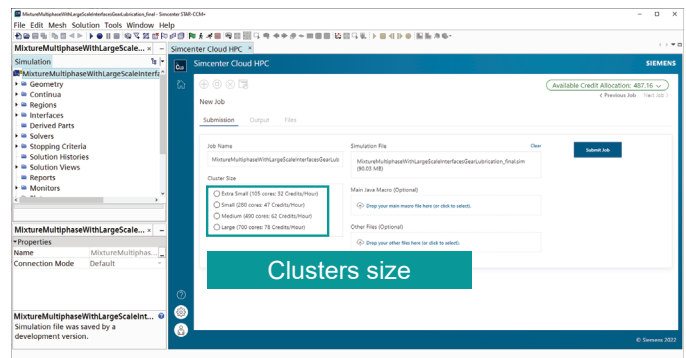 MixtureMultiphaseWithLargeScaleInterfacesGearLubrication_final - Simcenter STAR-CCM+
File Edit Mesh Solution Tools Window Help
MixtureMultiphaseWithLargeScale... ×
Simcenter Cloud HPC ×
Simulation
MixtureMultiphaseWithLargeScaleInterfa
Geometry
Continua
Regions
Interfaces
Derived Parts
Solvers
Stopping Criteria
Solution Histories
Solution Views
Reports
Monitors
MixtureMultiphaseWithLargeScale... ×
Properties
Name MixtureMultiphas...
Connection Mode Default
MixtureMultiphaseWithLargeScaleInt...
Simulation file was saved by a
development version.
Simcenter Cloud HPC
SIEMENS
Available Credit Allocation: 487.16
New Job
< Previous Job Next Job >
Submission Output Files
Job Name
MixtureMultiphaseWithLargeScaleInterfacesGearLub
Cluster Size
Extra Small (105 cores: 32 Credits/Hour)
Small (280 cores: 47 Credits/Hour)
Medium (490 cores: 62 Credits/Hour)
Large (700 cores: 78 Credits/Hour)
Simulation File Clear
MixtureMultiphaseWithLargeScaleInterfacesGearLubrication_final.sim
(90.03 MB)
Main Java Macro (Optional)
Drop your main macro file here (or click to select).
Other Files (Optional)
Drop your other files here (or click to select).
Submit Job
Clusters size
© Siemens 2022